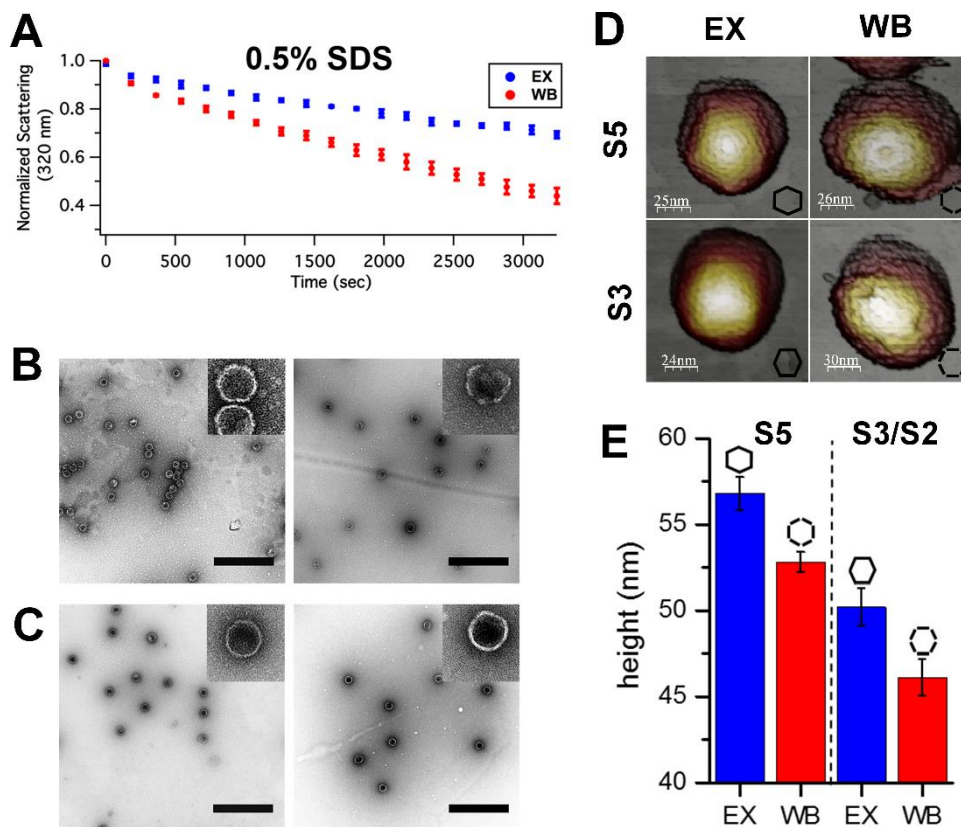 A
0.5% SDS
EX
WB
Normalized Scattering
(320 nm)
1.0
0.8
0.6
0.4
0
500
1000
1500
2000
2500
3000
Time (sec)
B
C
D
EX
WB
S5
25nm
26nm
S3
24nm
30nm
E
S5
S3/S2
height (nm)
60
55
50
45
40
EX
WB
EX
WB